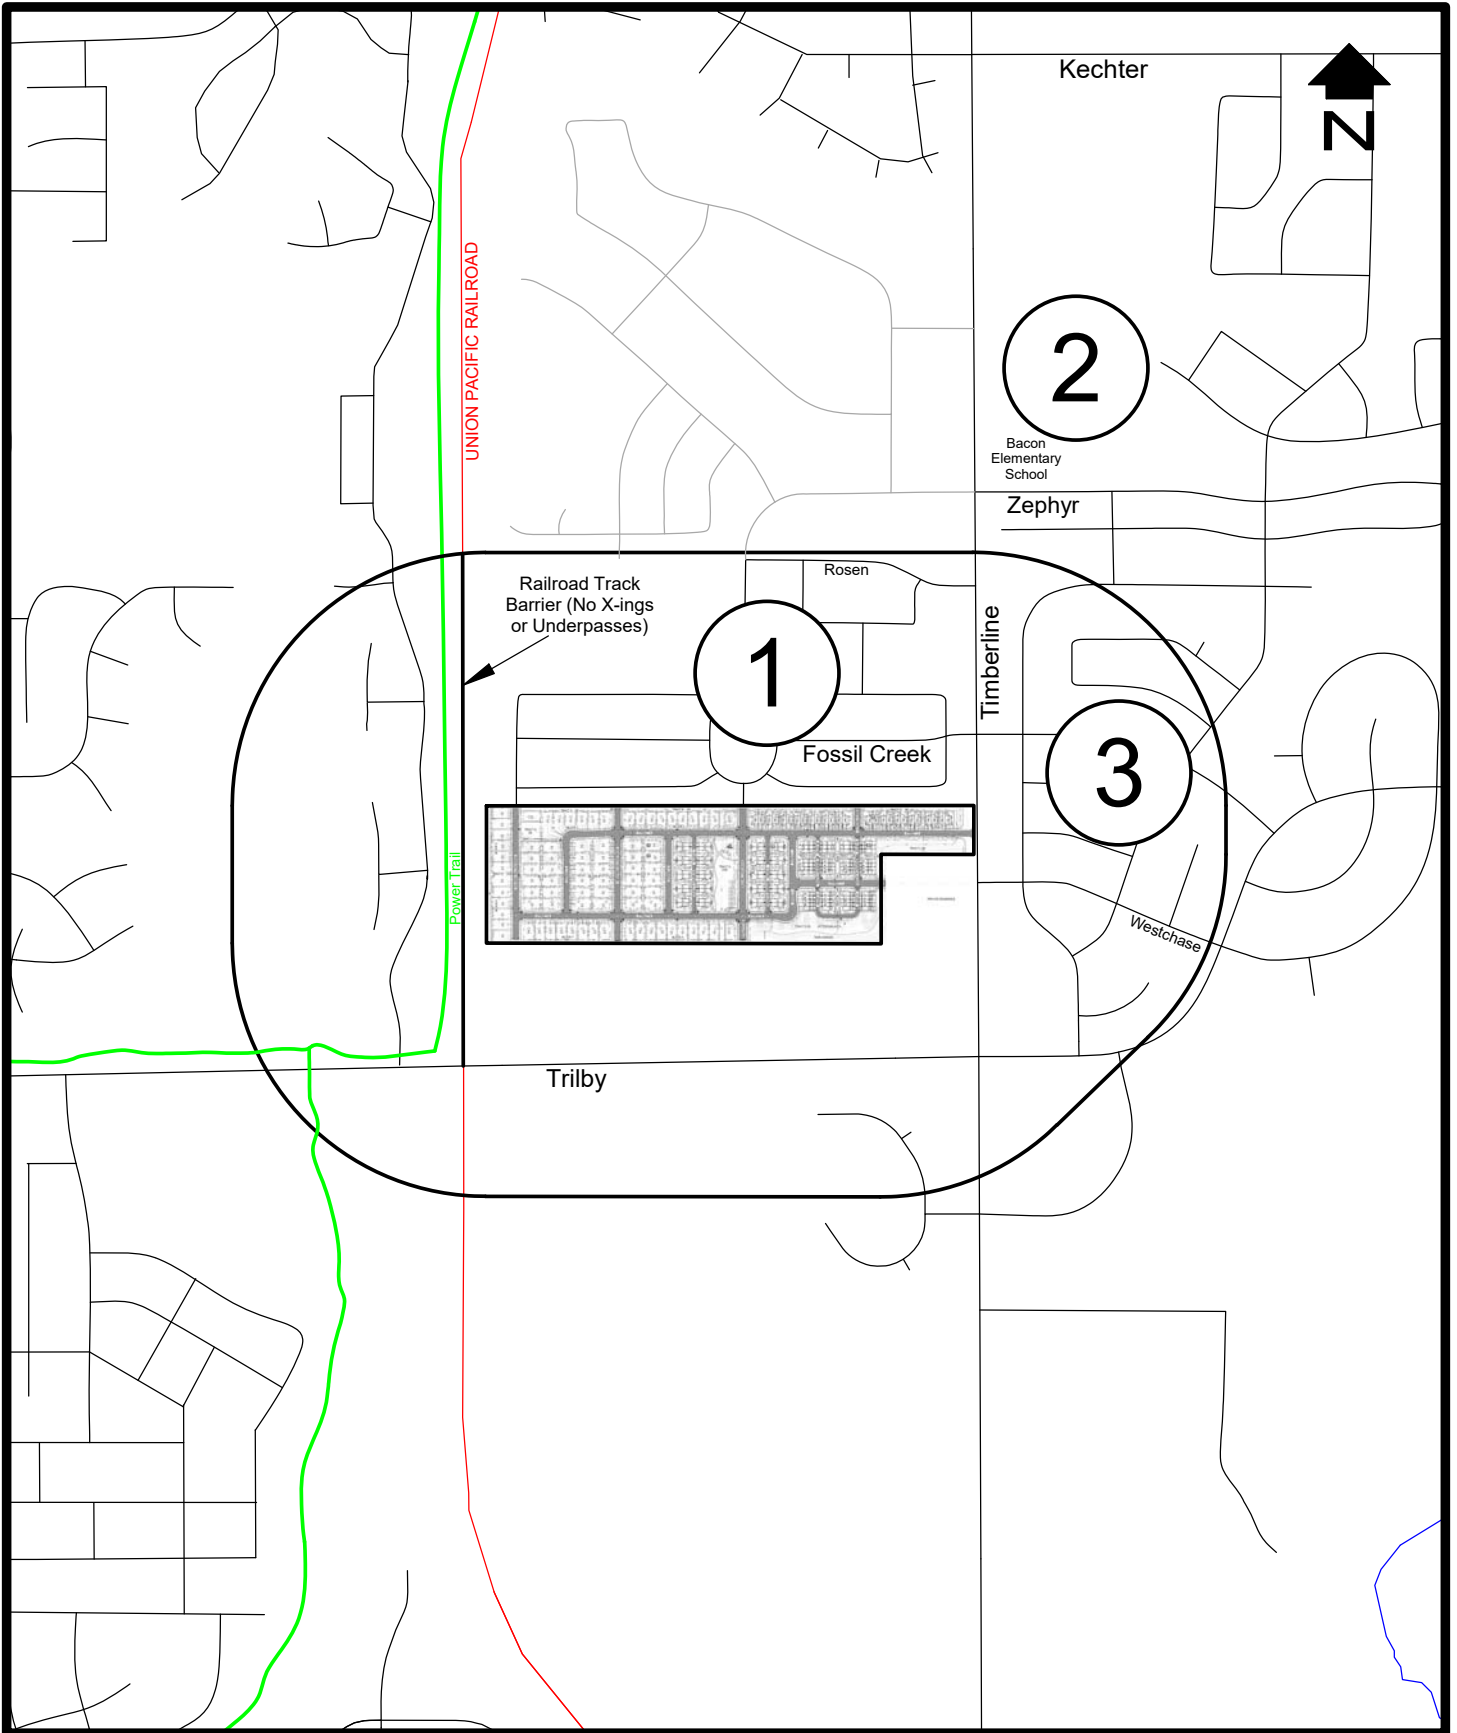 Kechter
N
UNION PACIFIC RAILROAD
2
Bacon
Elementary
School
Zephyr
Rosen
Railroad Track
Barrier (No X-ings
or Underpasses)
Timberline
1
Fossil Creek
3
Power Trail
Westchase
Trilby